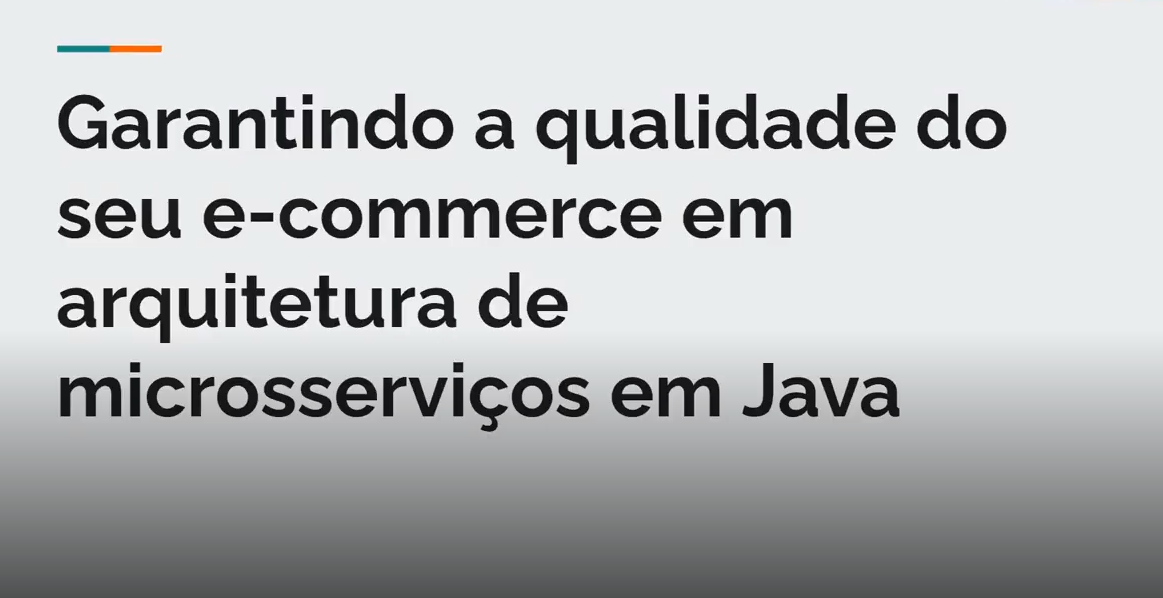 Garantindo a qualidade do
seu e-commerce em
arquitetura de
microsserviços em Java